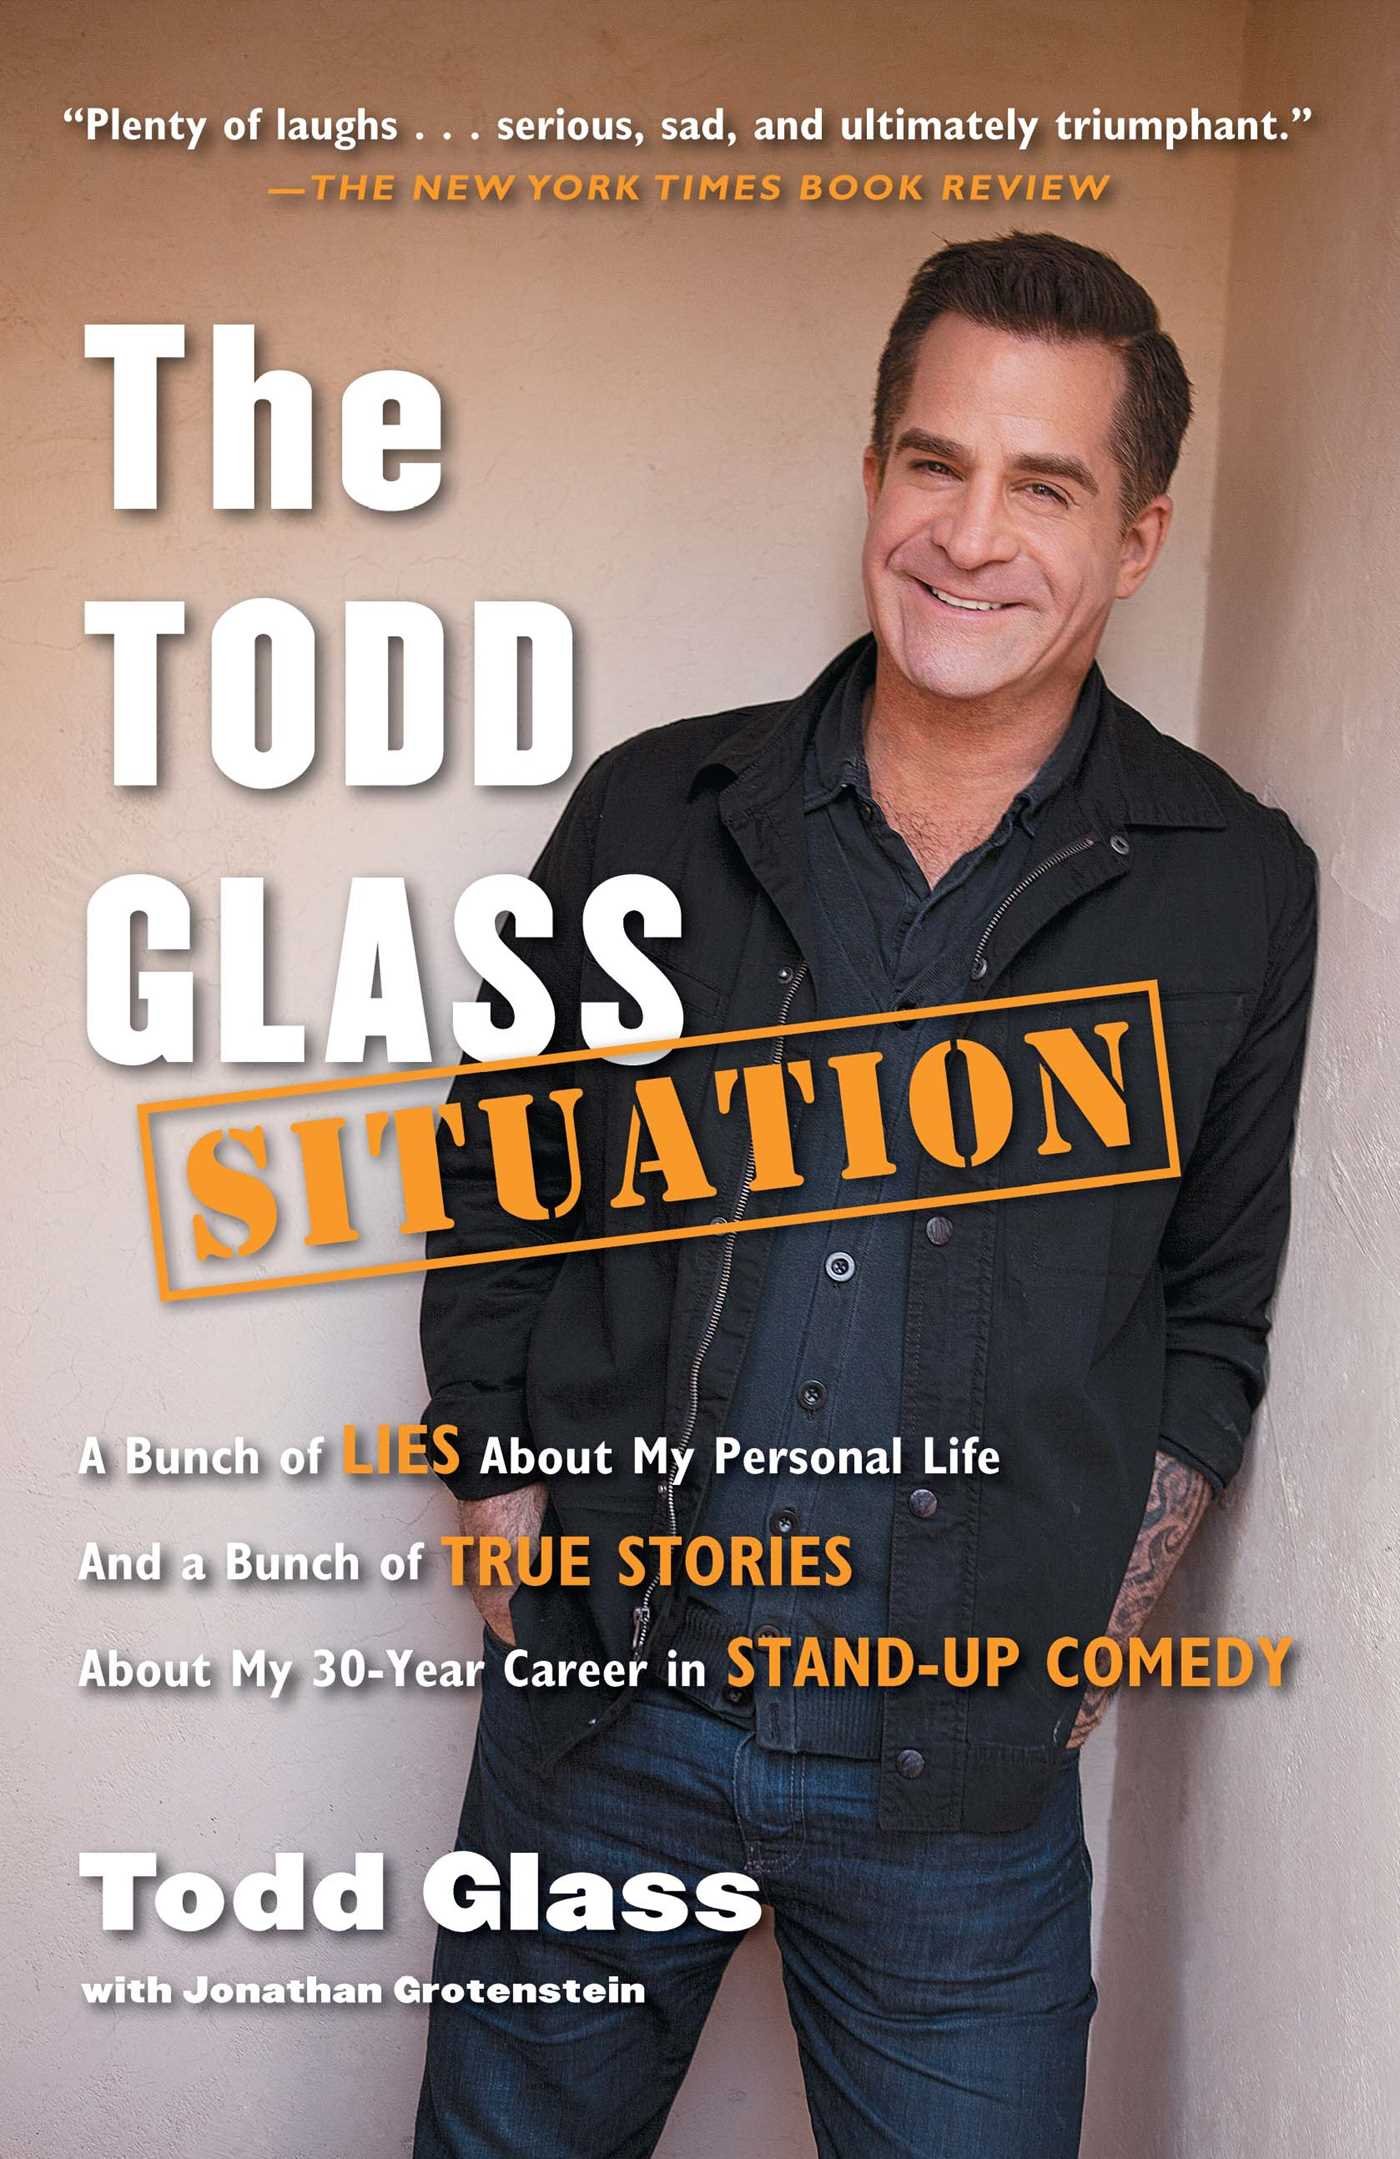 “Plenty of laughs . . . serious, sad, and ultimately triumphant.”
—THE NEW YORK TIMES BOOK REVIEW
The
TODD
GLASS
SITUATION
A Bunch of LIES About My Personal Life
And a Bunch of TRUE STORIES
About My 30-Year Career in STAND-UP COMEDY
Todd Glass
with Jonathan Grotenstein